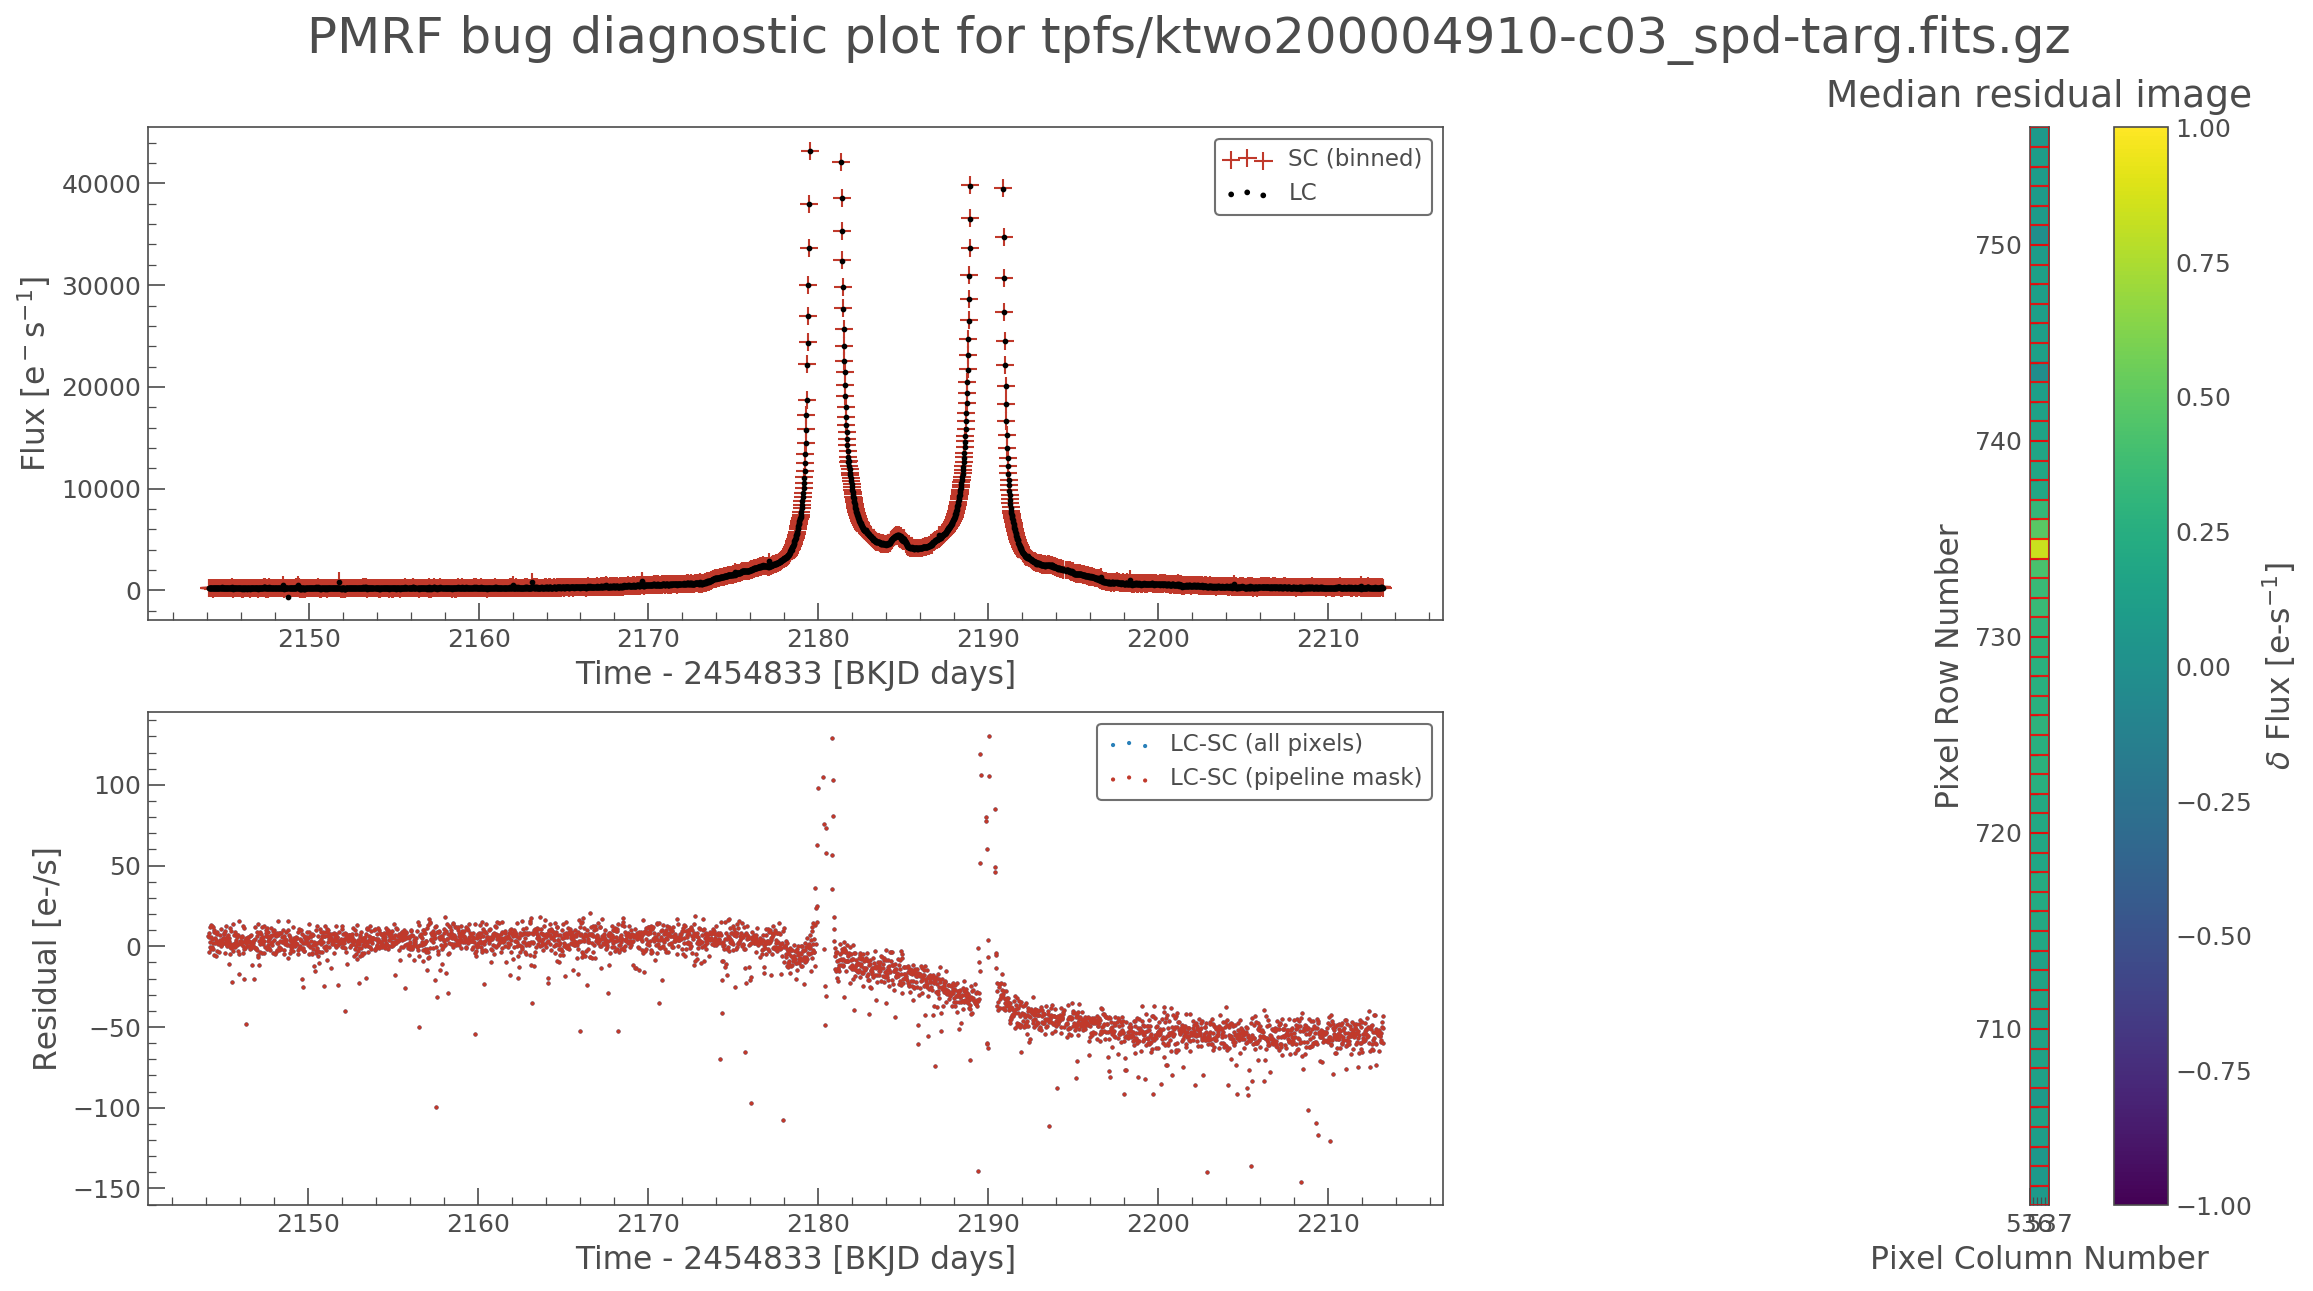 PMRF bug diagnostic plot for tpfs/ktwo200004910-c03_spd-targ.fits.gz
Flux [e⁻ s⁻¹]
40000
30000
20000
10000
0
SC (binned)
LC
2150 2160 2170 2180 2190 2200 2210
Time - 2454833 [BKJD days]
Residual [e-/s]
100
50
0
−50
−100
−150
LC-SC (all pixels)
LC-SC (pipeline mask)
2150 2160 2170 2180 2190 2200 2210
Time - 2454833 [BKJD days]
Median residual image
Pixel Row Number
750
740
730
720
710
536 537
Pixel Column Number
1.00
0.75
0.50
0.25
0.00
−0.25
−0.50
−0.75
−1.00
δ Flux [e-s⁻¹]